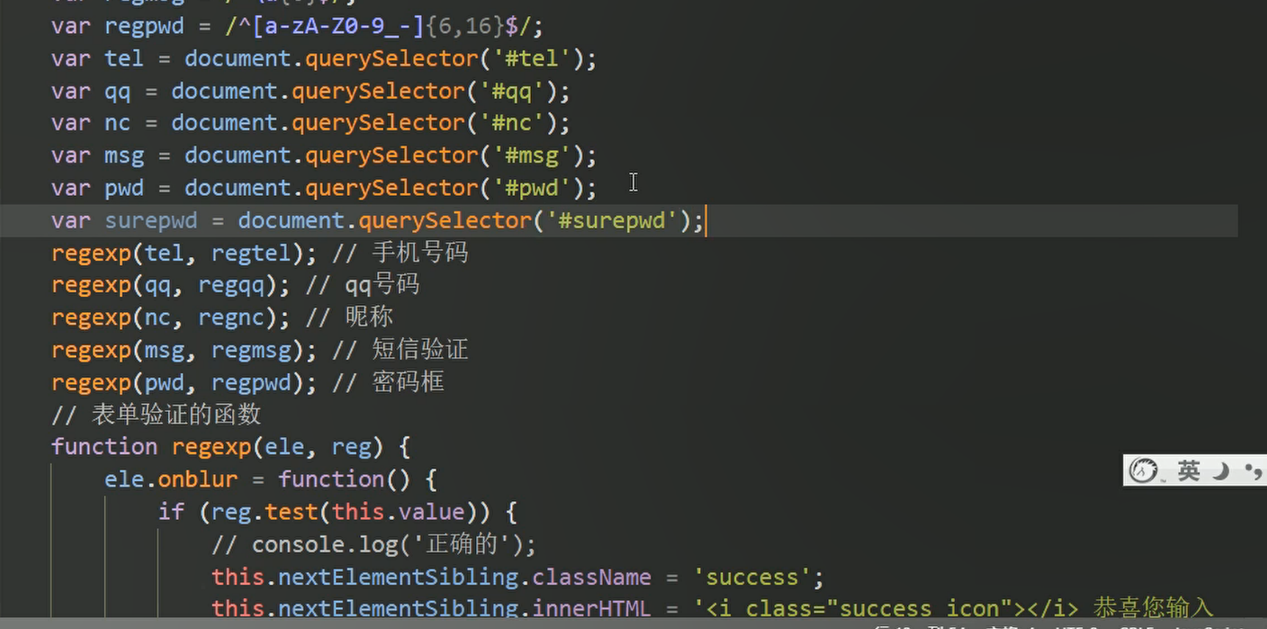 var regpwd = /^[a-zA-Z0-9_-]{6,16}$/;
var tel = document.querySelector('#tel');
var qq = document.querySelector('#qq');
var nc = document.querySelector('#nc');
var msg = document.querySelector('#msg');
var pwd = document.querySelector('#pwd');
var surepwd = document.querySelector('#surepwd');
regexp(tel, regtel); // 手机号码
regexp(qq, regqq); // qq号码
regexp(nc, regnc); // 昵称
regexp(msg, regmsg); // 短信验证
regexp(pwd, regpwd); // 密码框
// 表单验证的函数
function regexp(ele, reg) {
ele.onblur = function() {
if (reg.test(this.value)) {
// console.log('正确的');
this.nextElementSibling.className = 'success';
this.nextElementSibling.innerHTML = '<i class="success_icon"></i> 恭喜您输入
英